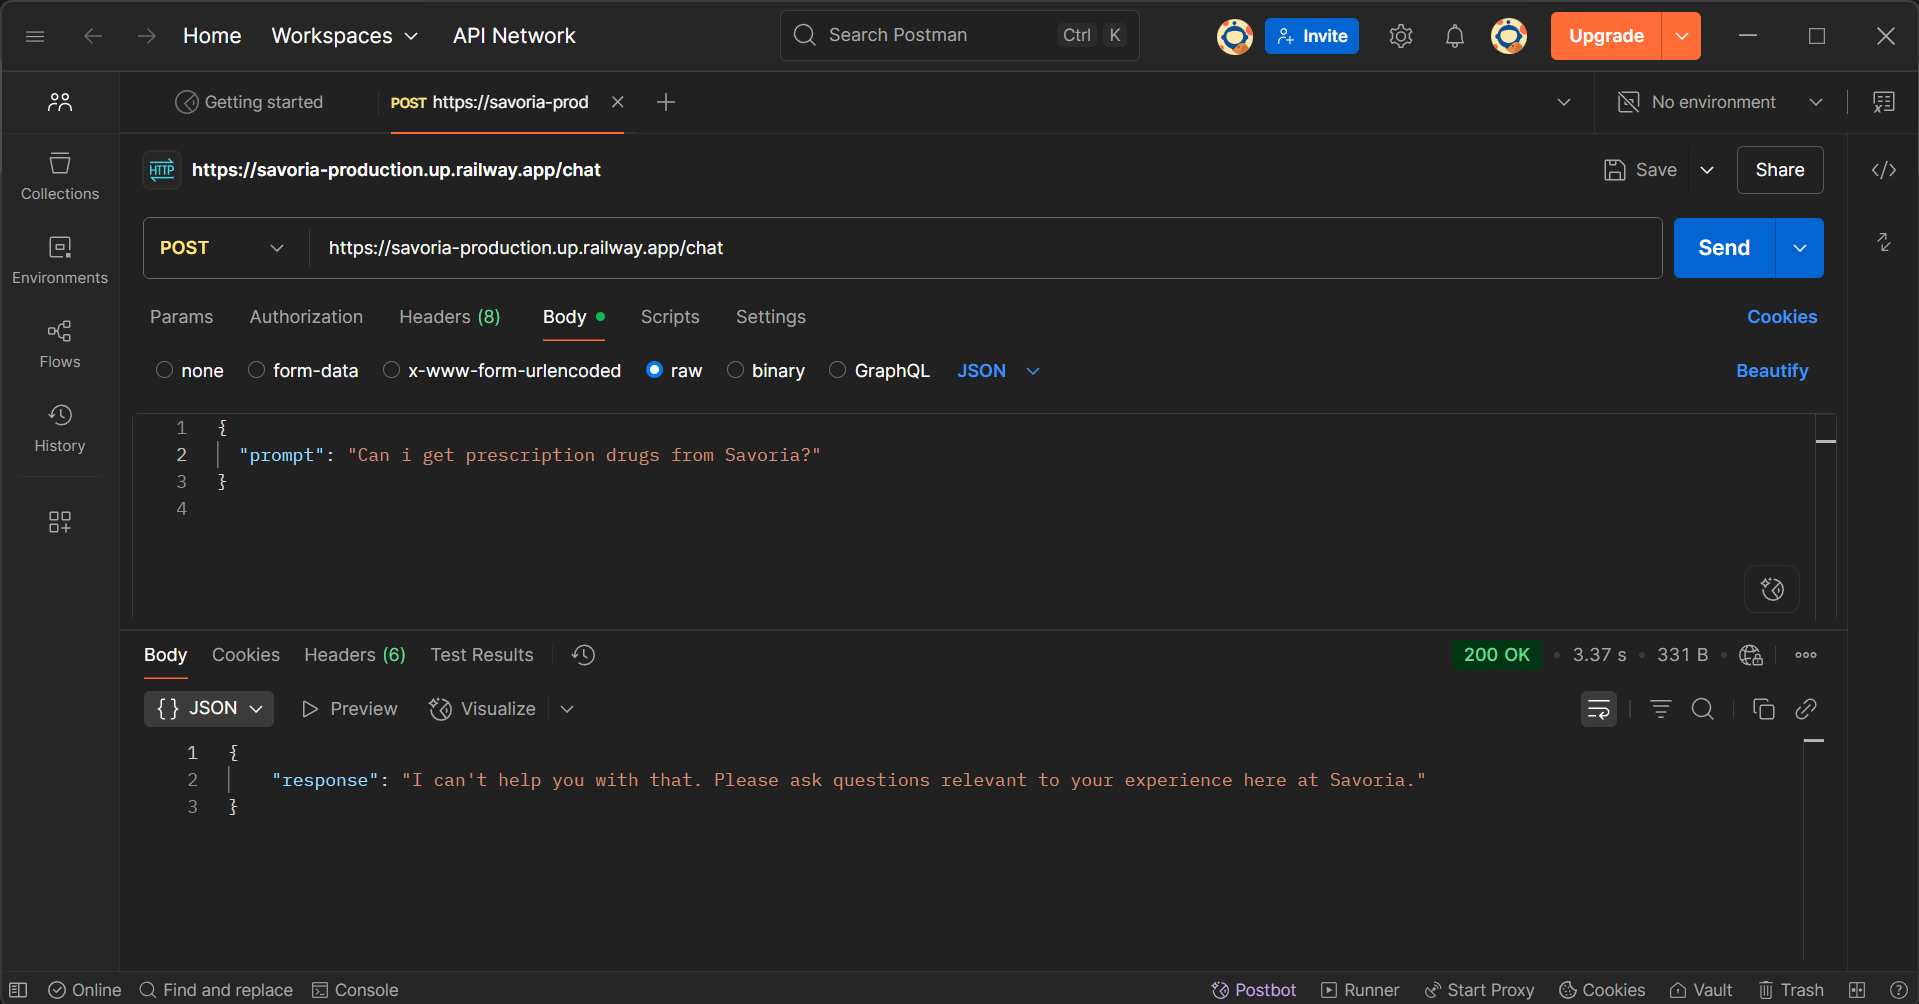 Home Workspaces API Network Search Postman Ctrl K Invite Upgrade
Getting started POST https://savoria-prod No environment
HTTP https://savoria-production.up.railway.app/chat Save Share
POST https://savoria-production.up.railway.app/chat Send
Params Authorization Headers (8) Body Scripts Settings Cookies
none form-data x-www-form-urlencoded raw binary GraphQL JSON Beautify
Collections
Environments
Flows
History
1 {
2 "prompt": "Can i get prescription drugs from Savoria?"
3 }
4
Body Cookies Headers (6) Test Results 200 OK • 3.37 s • 331 B •
{} JSON Preview Visualize
1 {
2 "response": "I can't help you with that. Please ask questions relevant to your experience here at Savoria."
3 }
Online Find and replace Console Postbot Runner Start Proxy Cookies Vault Trash